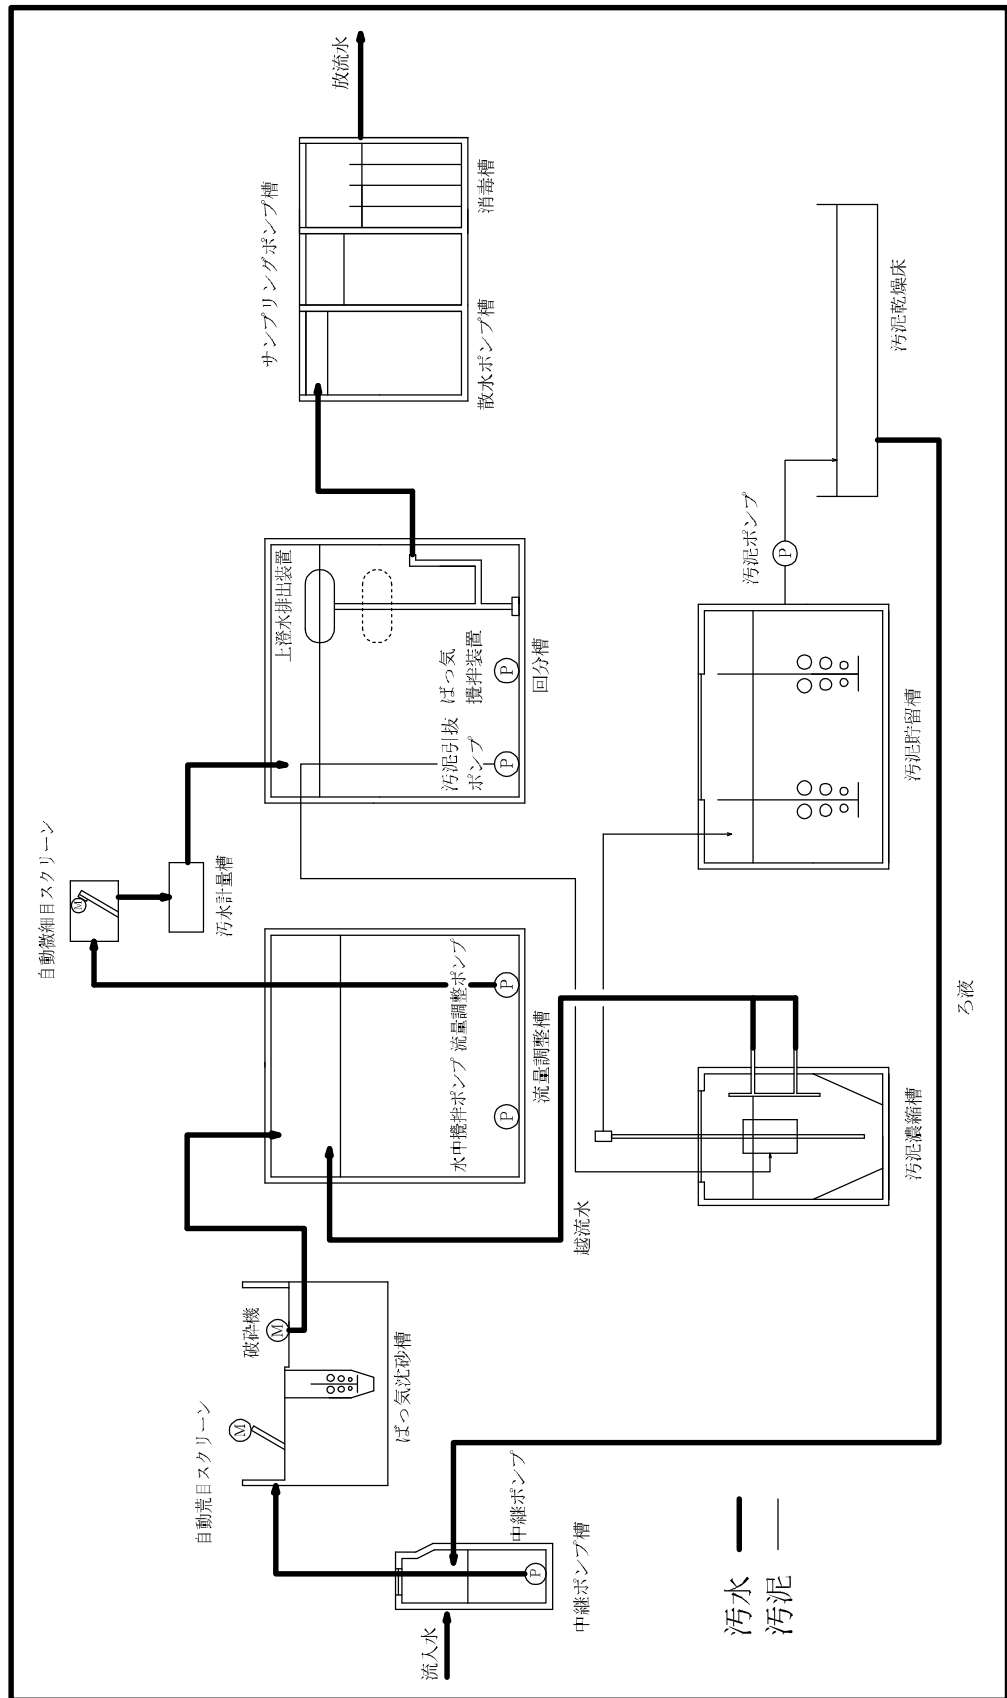 流入水
中継ポンプ槽
中継ポンプ
P
自動荒目スクリーン
M
ばっ気沈砂槽
破砕機
M
水中攪拌ポンプ
P
流量調整ポンプ
P
流量調整槽
自動微細目スクリーン
M
汚水計量槽
上澄水排出装置
汚泥引抜
ポンプ
P
ばっ気
攪拌装置
P
回分槽
サンプリングポンプ槽
散水ポンプ槽
消毒槽
放流水
越流水
汚泥濃縮槽
汚泥貯留槽
汚泥ポンプ
P
汚泥乾燥床
ろ液
汚水
汚泥